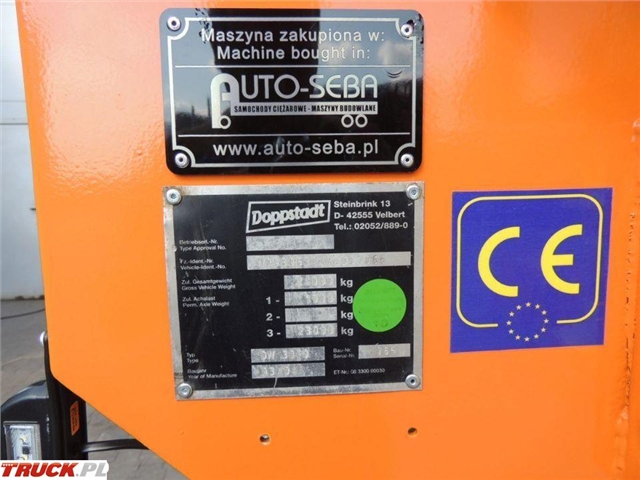 Maszyna zakupiona w:
Machine bought in:
AUTO-SEBA
SAMOCHODY CIĘŻAROWE - MASZYNY BUDOWLANE
www.auto-seba.pl
Doppstadt
Steinbrink 13
D- 42555 Velbert
Tel.: 02052/889-0
Betriebserl.-Nr.
Type Approval No.
Fz.-Ident.-Nr.
Vehicle-Ident.-No.
Zul. Gesamtgewicht
Gross Vehicle Weight
kg
Zul. Achslast
Perm. Axle Weight
1 - kg
2 -
3 - kg
Typ
Type
DW 3060
Bau-Nr.
Serial-Nr.
Baujahr
Year of Manufacture
CE
TRUCK.PL